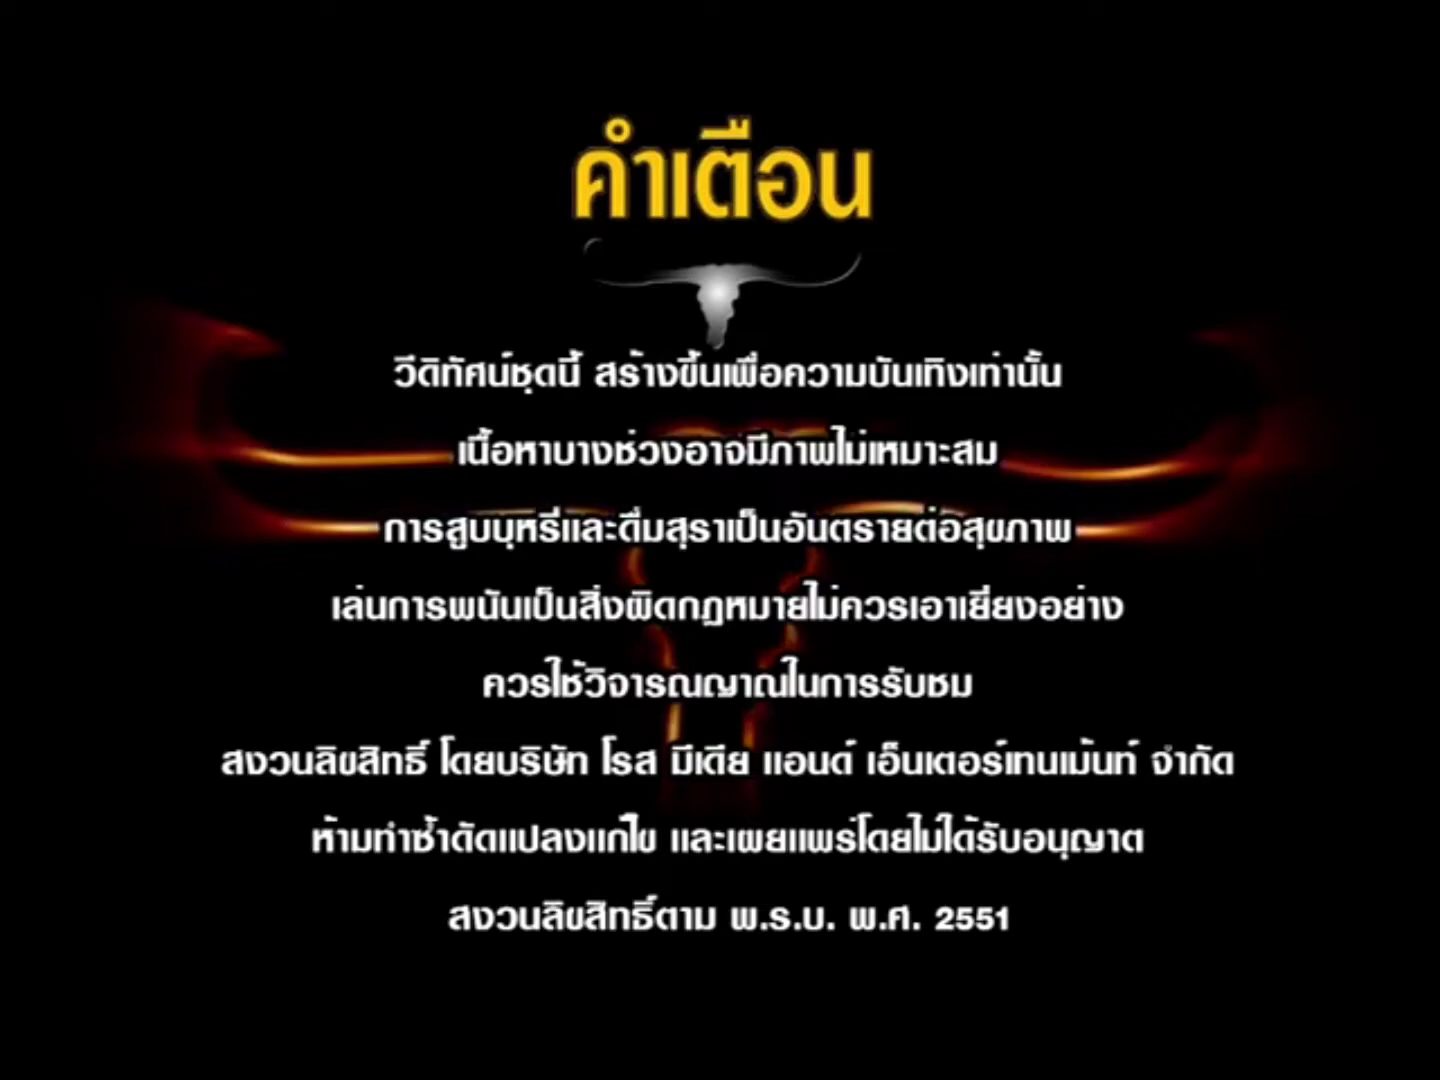 คำเตือน
วีดิทัศน์ชุดนี้ สร้างขึ้นเพื่อความบันเทิงเท่านั้น
เนื้อหาบางช่วงอาจมีภาพไม่เหมาะสม
การสูบบุหรี่และดื่มสุราเป็นอันตรายต่อสุขภาพ
เล่นการพนันเป็นสิ่งผิดกฎหมายไม่ควรเอาเยี่ยงอย่าง
ควรใช้วิจารณญาณในการรับชม
สงวนลิขสิทธิ์ โดยบริษัท โรส มีเดีย แอนด์ เอ็นเตอร์เทนเม้นท์ จำกัด
ห้ามทำซ้ำดัดแปลงแก้ไข และเผยแพร่โดยไม่ได้รับอนุญาต
สงวนลิขสิทธิ์ตาม พ.ร.บ. พ.ศ. 2551